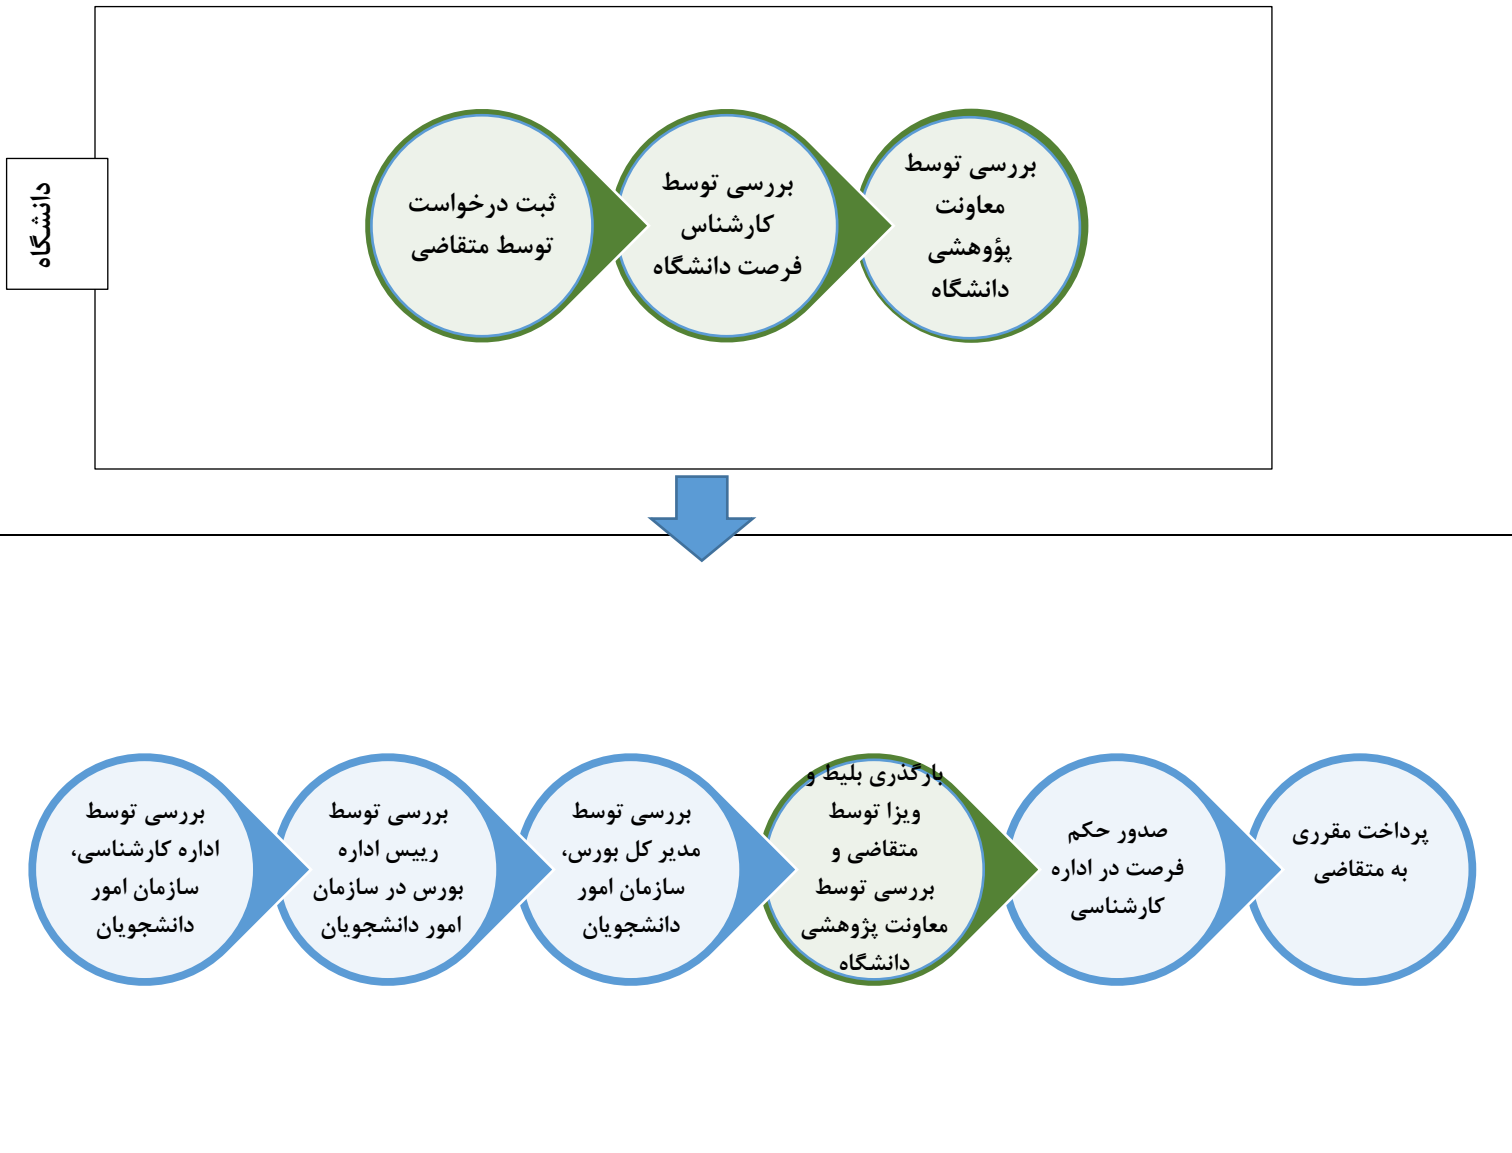 دانشگاه
ثبت درخواست
توسط متقاضی
بررسی توسط
کارشناس
فرصت دانشگاه
بررسی توسط
معاونت
پؤوهشی
دانشگاه
بررسی توسط
اداره کارشناسی،
سازمان امور
دانشجویان
بررسی توسط
رییس اداره
بورس در سازمان
امور دانشجویان
بررسی توسط
مدیر کل بورس،
سازمان امور
دانشجویان
بارگذری بلیط و
ویزا توسط
متقاضی و
بررسی توسط
معاونت پژوهشی
دانشگاه
صدور حکم
فرصت در اداره
کارشناسی
پرداخت مقرری
به متقاضی